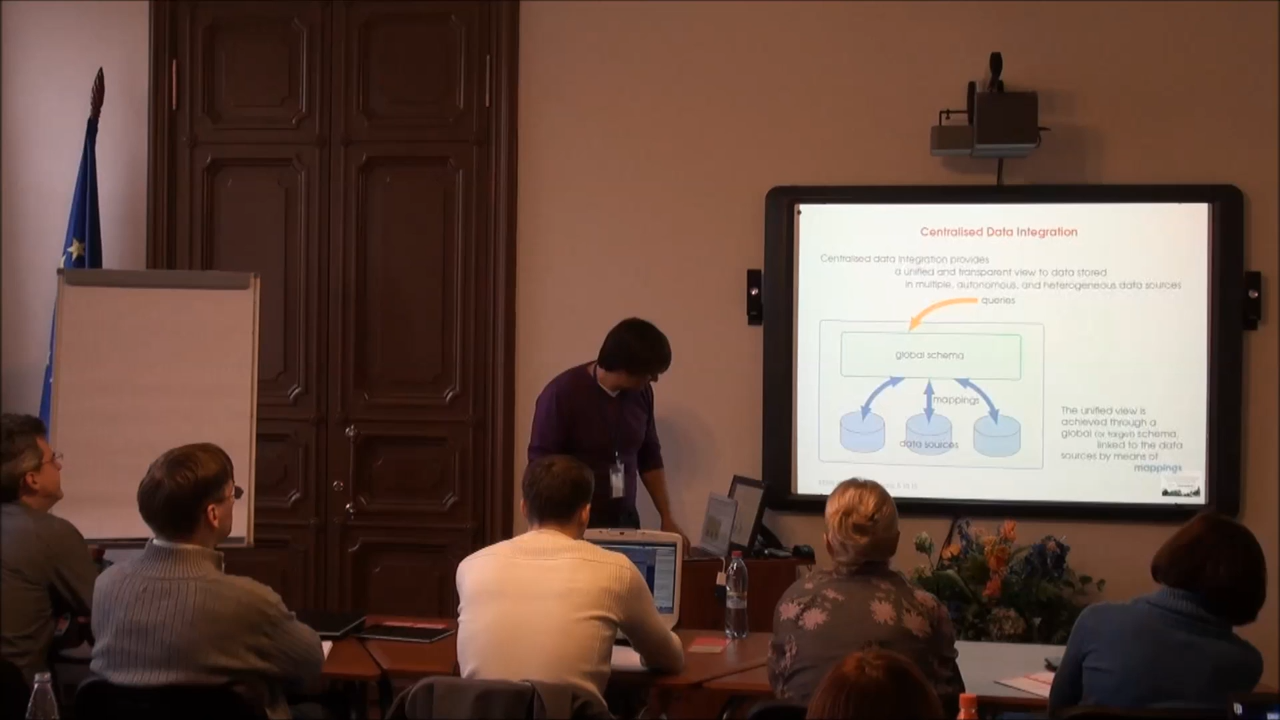 Centralised Data Integration
Centralised data integration provides
a unified and transparent view to data stored
in multiple, autonomous, and heterogeneous data sources
queries
global schema
mappings
data sources
The unified view is
achieved through a
global (or target) schema,
linked to the data
sources by means of
mappings